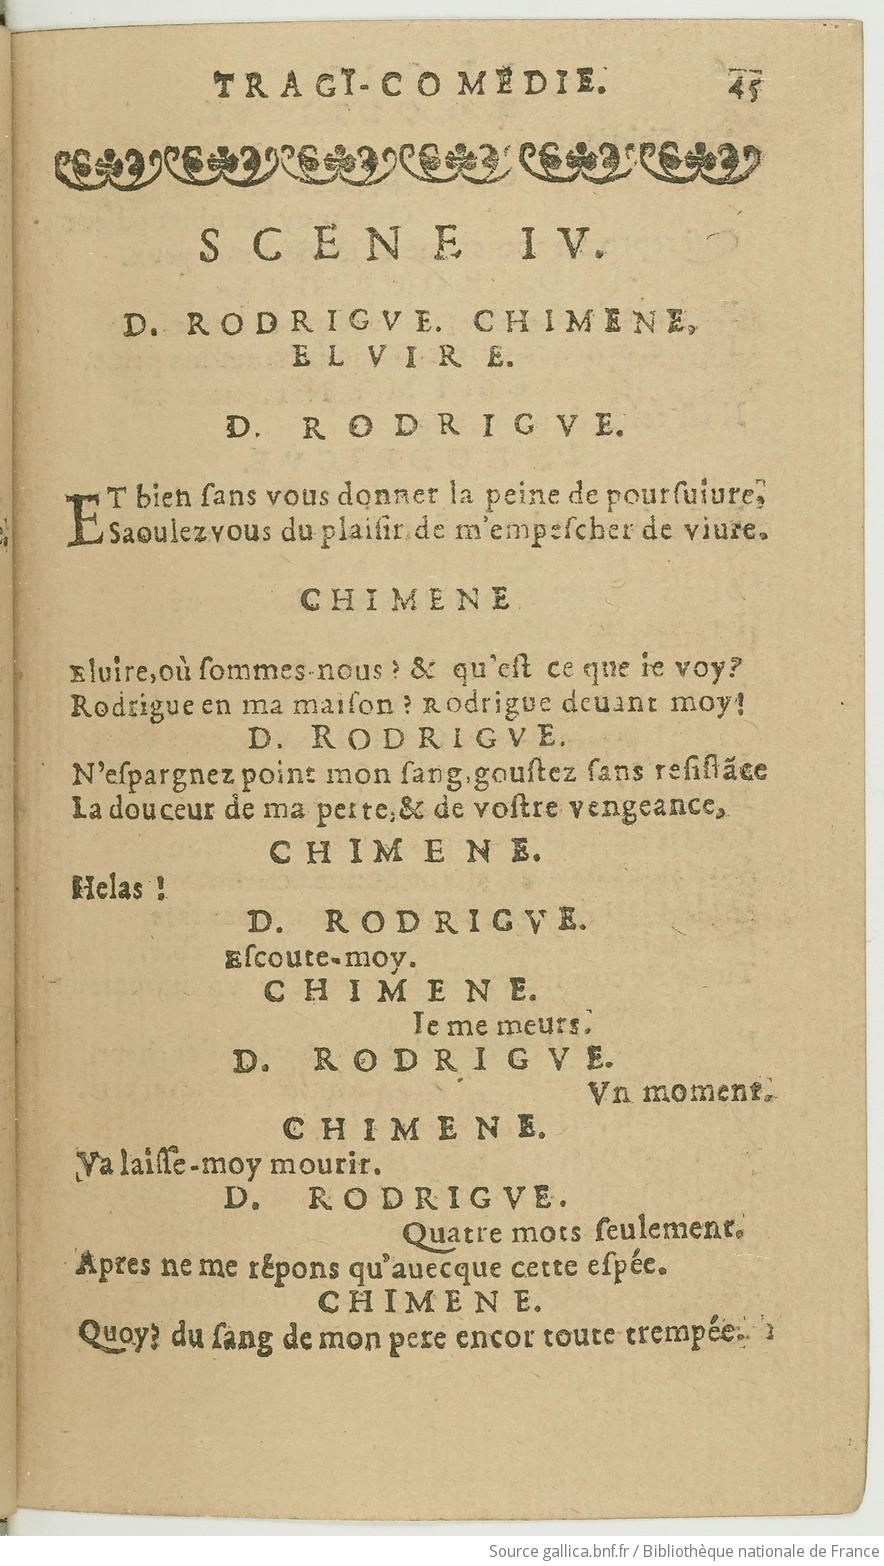 TRAGI-COMEDIE. 45
SCENE IV.
D. RODRIGVE. CHIMENE,
ELVIRE.
D. RODRIGVE.
ET bien ſans vous donner la peine de pourſuiure,
Saoulez vous du plaiſir de m'empeſcher de viure.
CHIMENE
Eluire, où ſommes-nous ? & qu'eſt ce que ie voy?
Rodrigue en ma maiſon ? Rodrigue deuant moy!
D. RODRIGVE.
N'eſpargnez point mon ſang, gouſtez ſans reſiſtãce
La douceur de ma perte, & de voſtre vengeance,
CHIMENE.
Helas !
D. RODRIGVE.
Eſcoute-moy.
CHIMENE.
Ie me meurs.
D. RODRIGVE.
Vn moment.
CHIMENE.
Va laiſſe-moy mourir.
D. RODRIGVE.
Quatre mots ſeulement.
Apres ne me répons qu'auecque cette eſpée.
CHIMENE.
Quoy? du ſang de mon pere encor toute trempée.
Source gallica.bnf.fr / Bibliothèque nationale de France